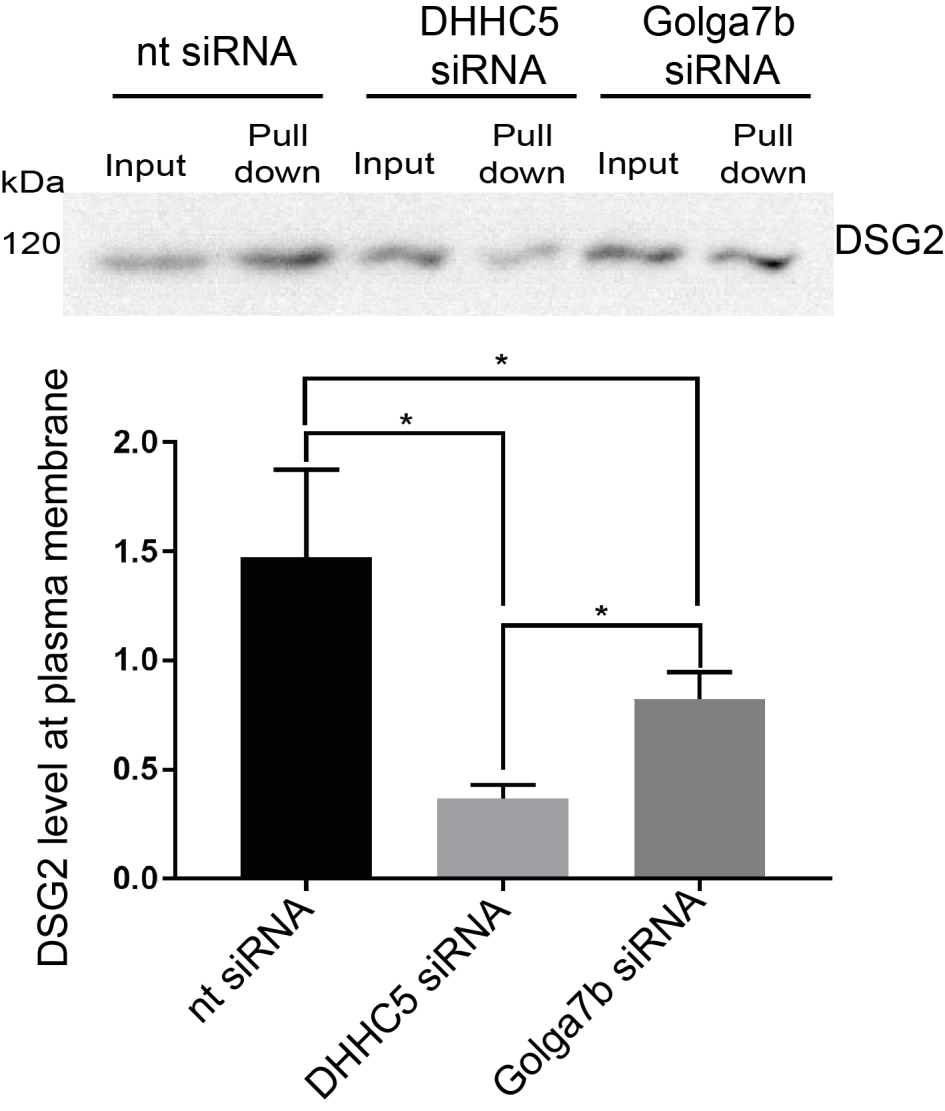 nt siRNA
DHHC5
siRNA
Golga7b
siRNA
Input
Pull
down
Input
Pull
down
Input
Pull
down
kDa
120
DSG2
*
*
*
DSG2 level at plasma membrane
2.0
1.5
1.0
0.5
0.0
nt siRNA
DHHC5 siRNA
Golga7b siRNA